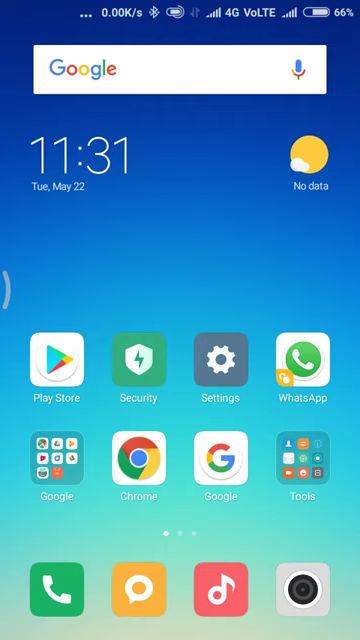 ... 0.00K/s 4G VoLTE 66%
Google
11:31
Tue, May 22
No data
Play Store Security Settings WhatsApp
Google Chrome Google Tools